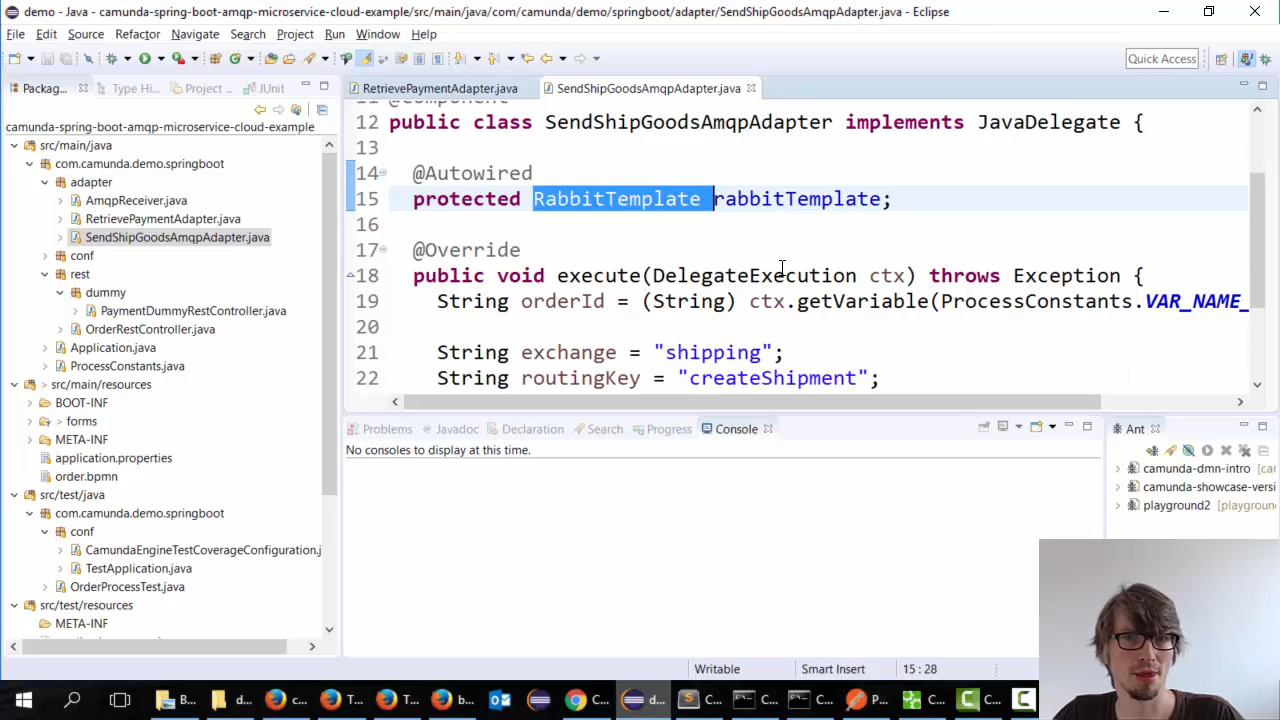 demo - Java - camunda-spring-boot-amqp-microservice-cloud-example/src/main/java/com/camunda/demo/springboot/adapter/SendShipGoodsAmqpAdapter.java - Eclipse
File Edit Source Refactor Navigate Search Project Run Window Help
Quick Access
Packag... Type Hi... Project ... JUnit
camunda-spring-boot-amqp-microservice-cloud-example
src/main/java
com.camunda.demo.springboot
adapter
AmqpReceiver.java
RetrievePaymentAdapter.java
SendShipGoodsAmqpAdapter.java
conf
rest
dummy
PaymentDummyRestController.java
OrderRestController.java
Application.java
ProcessConstants.java
> src/main/resources
BOOT-INF
> forms
META-INF
application.properties
order.bpmn
src/test/java
com.camunda.demo.springboot
conf
CamundaEngineTestCoverageConfiguration.j
TestApplication.java
OrderProcessTest.java
src/test/resources
META-INF
RetrievePaymentAdapter.java SendShipGoodsAmqpAdapter.java
11 @Component
12 public class SendShipGoodsAmqpAdapter implements JavaDelegate {
13
14 @Autowired
15 protected RabbitTemplate rabbitTemplate;
16
17 @Override
18 public void execute(DelegateExecution ctx) throws Exception {
19 String orderId = (String) ctx.getVariable(ProcessConstants.VAR_NAME_
20
21 String exchange = "shipping";
22 String routingKey = "createShipment";
Problems Javadoc Declaration Search Progress Console
No consoles to display at this time.
Ant
camunda-dmn-intro [ca
camunda-showcase-versi
playground2 [playgroun
Writable Smart Insert 15 : 28
B... d... c... T... T... b... C... d... C... C... C... P... C... C... C...